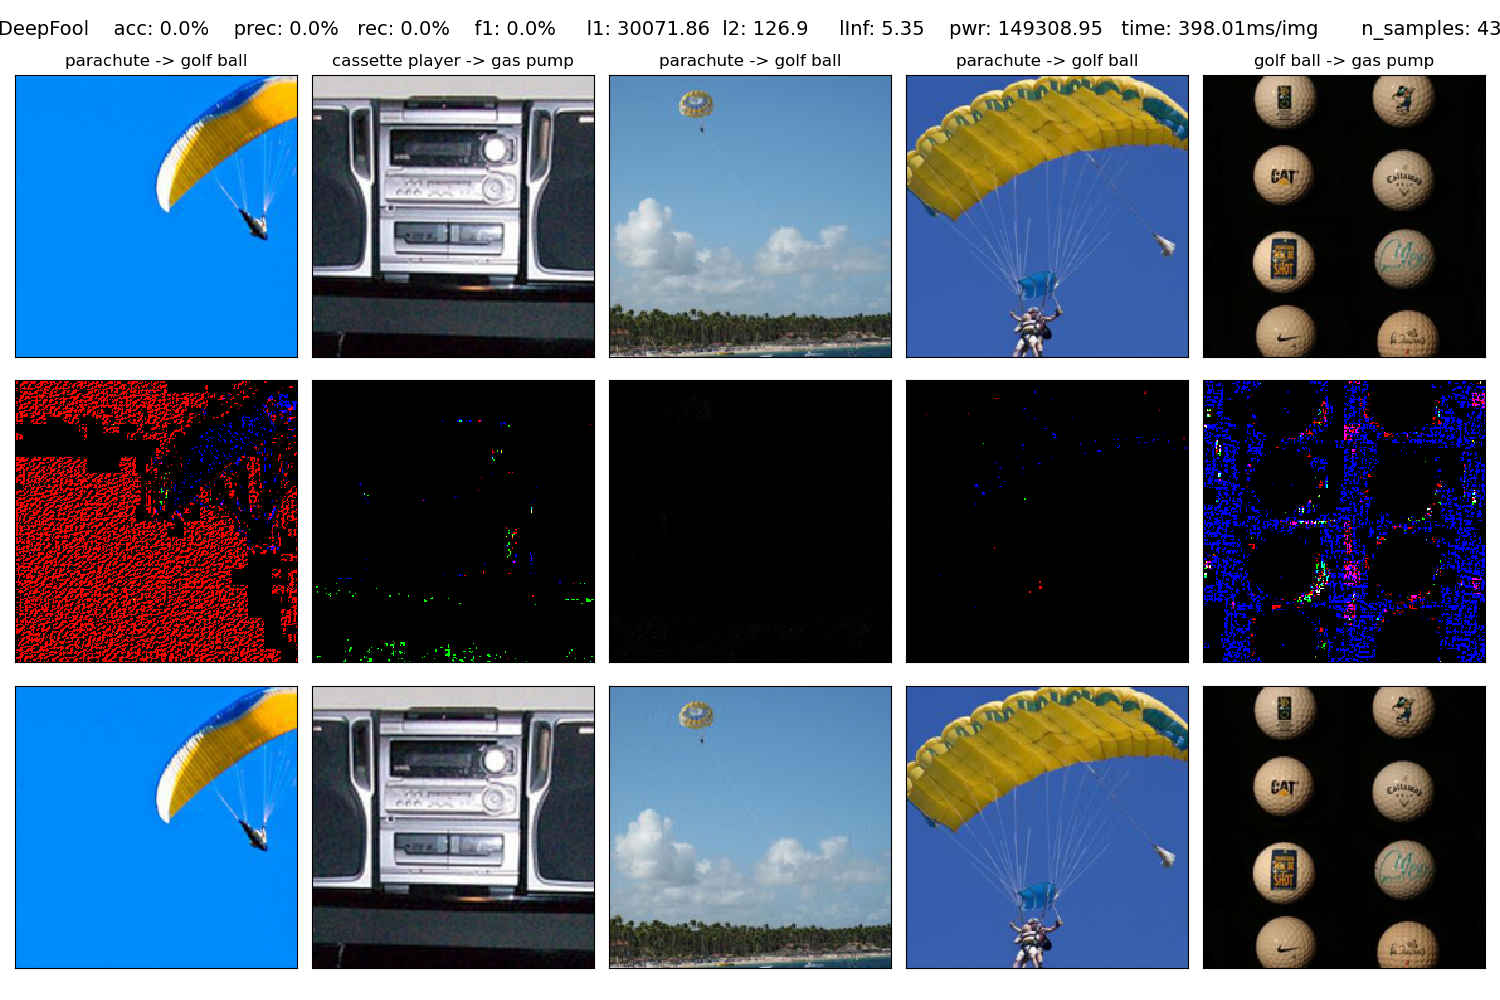 DeepFool acc: 0.0% prec: 0.0% rec: 0.0% f1: 0.0% l1: 30071.86 l2: 126.9 lInf: 5.35 pwr: 149308.95 time: 398.01ms/img n_samples: 43
parachute -> golf ball
cassette player -> gas pump
parachute -> golf ball
parachute -> golf ball
golf ball -> gas pump
CAT
Callaway
GOLF
SHOT
CAT
Callaway
GOLF
SHOT